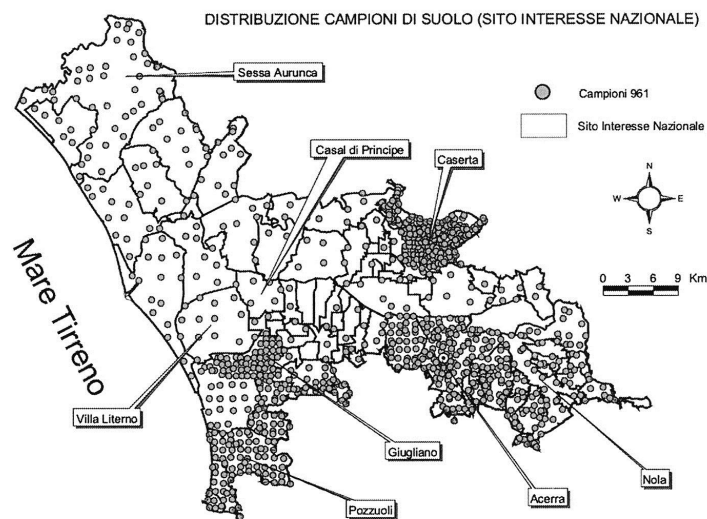 DISTRIBUZIONE CAMPIONI DI SUOLO (SITO INTERESSE NAZIONALE)
Sessa Aurunca
Campioni 961
Sito Interesse Nazionale
Casal di Principe
Caserta
N
W
E
S
0 3 6 9 Km
Mare Tirreno
Villa Literno
Giugliano
Nola
Acerra
Pozzuoli